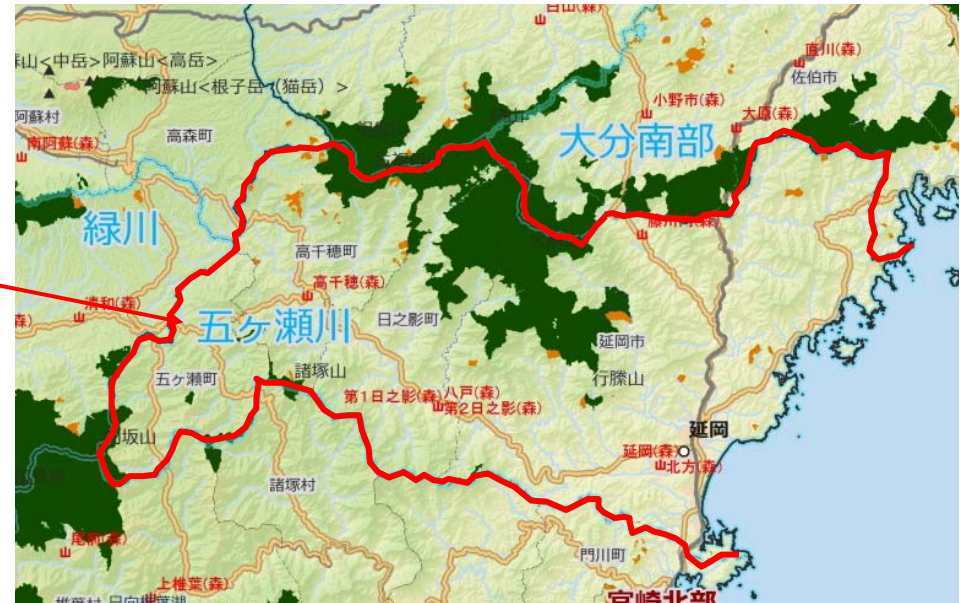 白山(森)
直川(森)
佐伯市
蘇山<中岳>阿蘇山<高岳>
阿蘇山<根子岳（猫岳）>
小野市(森)
大原(森)
阿蘇村
高森町
南阿蘇(森)
大分南部
緑川
高千穂町
高千穂(森)
清和(森)
五ヶ瀬川
日之影町
延岡市
五ヶ瀬町
諸塚山
行縢山
第1日之影(森)
八戸(森)
第2日之影(森)
延岡
延岡(森)
北方(森)
諸塚村
尾前(森)
門川町
上椎葉(森)
宮崎北部